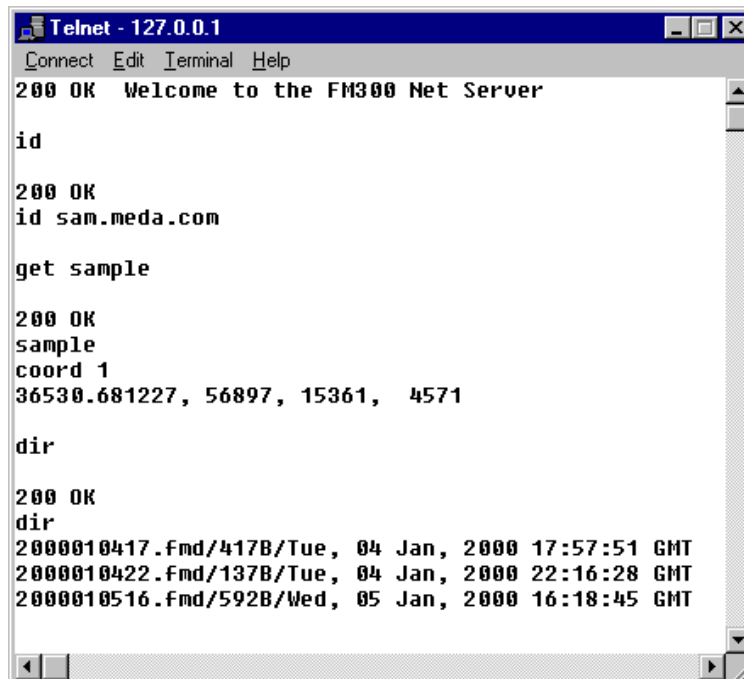 Telnet - 127.0.0.1
Connect Edit Terminal Help
200 OK  Welcome to the FM300 Net Server
id
200 OK
id sam.meda.com
get sample
200 OK
sample
coord 1
36530.681227, 56897, 15361,  4571
dir
200 OK
dir
2000010417.fmd/417B/Tue, 04 Jan, 2000 17:57:51 GMT
2000010422.fmd/137B/Tue, 04 Jan, 2000 22:16:28 GMT
2000010516.fmd/592B/Wed, 05 Jan, 2000 16:18:45 GMT